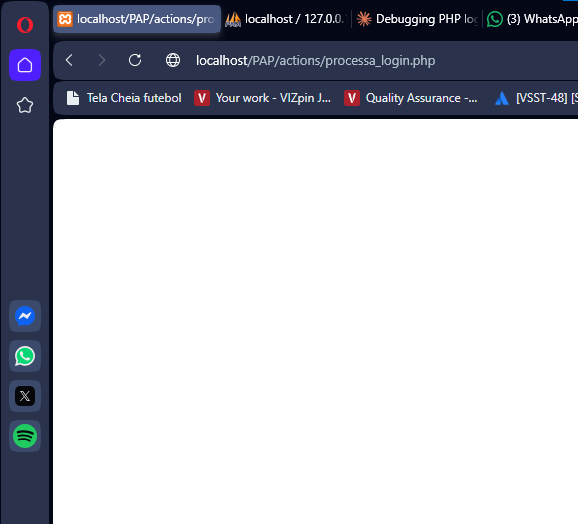 localhost/PAP/actions/pro
localhost / 127.0.0.
Debugging PHP log
(3) WhatsApp
localhost/PAP/actions/processa_login.php
Tela Cheia futebol
V
Your work - VIZpin J...
V
Quality Assurance -...
[VSST-48] [S